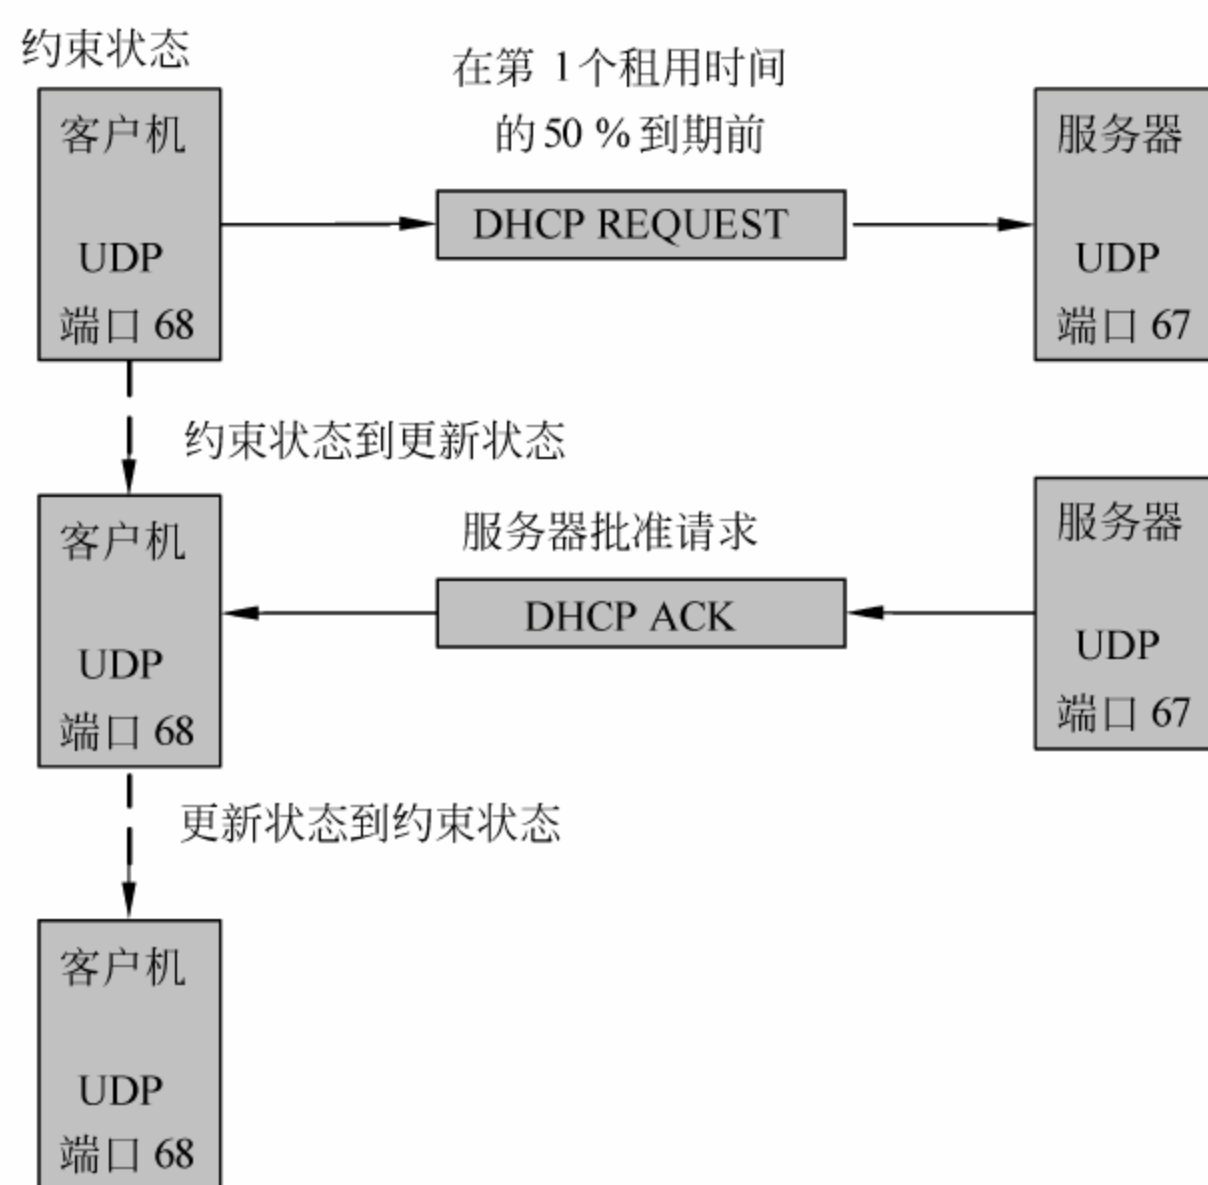 约束状态
在第 1个租用时间
的50 %到期前
客户机
UDP
端口 68
DHCP REQUEST
服务器
UDP
端口 67
约束状态到更新状态
客户机
UDP
端口 68
服务器批准请求
DHCP ACK
服务器
UDP
端口 67
更新状态到约束状态
客户机
UDP
端口 68